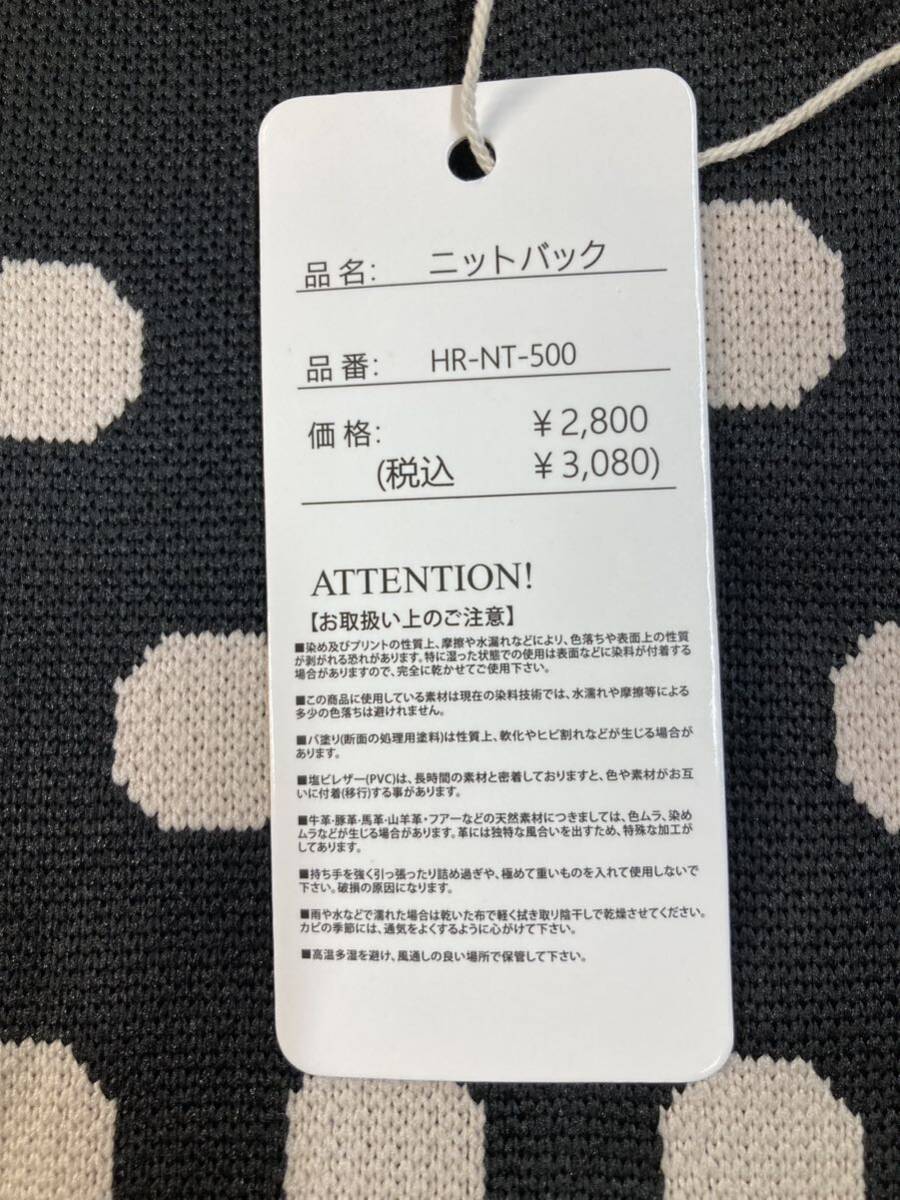 品名: ニットバック
品番: HR-NT-500
価格: ¥2,800
(税込 ¥3,080)
ATTENTION!
【お取扱い上のご注意】
■染め及びプリントの性質上、摩擦や水漏れなどにより、色落ちや表面上の性質
が剥がれる恐れがあります。特に湿った状態での使用は表面などに染料が付着する
場合がありますので、完全に乾かせてご使用下さい。
■この商品に使用している素材は現在の染料技術では、水濡れや摩擦等による
多少の色落ちは避けれません。
■パ塗り(断面の処理用塗料)は性質上、軟化やヒビ割れなどが生じる場合が
あります。
■塩ビレザー(PVC)は、長時間の素材と密着しておりますと、色や素材がお互
いに付着(移行)する事があります。
■牛革・豚革・馬革・山羊革・フアーなどの天然素材につきましては、色ムラ、染め
ムラなどが生じる場合があります。革には独特な風合いを出すため、特殊な加工が
してあります。
■持ち手を強く引っ張ったり詰め過ぎや、極めて重いものを入れて使用しないで
下さい。破損の原因になります。
■雨や水などで濡れた場合は乾いた布で軽く拭き取り陰干しで乾燥させてください。
カビの季節には、通気をよくするように心がけて下さい。
■高温多湿を避け、風通しの良い場所で保管して下さい。